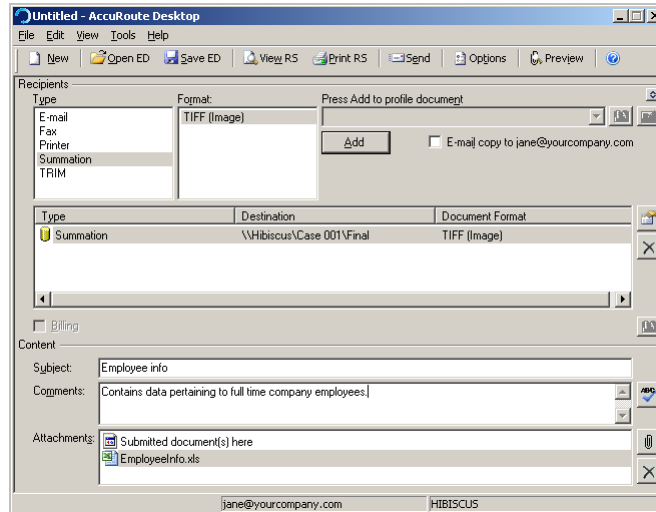 Untitled - AccuRoute Desktop
File Edit View Tools Help
New Open ED Save ED View RS Print RS Send Options Preview
Recipients
Type Format: Press Add to profile document
E-mail TIFF (Image)
Fax
Printer Add E-mail copy to jane@yourcompany.com
Summation
TRIM
Type Destination Document Format
Summation \\Hibiscus\Case 001\Final TIFF (Image)
Billing
Content
Subject: Employee info
Comments: Contains data pertaining to full time company employees. ABC
Attachments: Submitted document(s) here
EmployeeInfo.xls
jane@yourcompany.com HIBISCUS